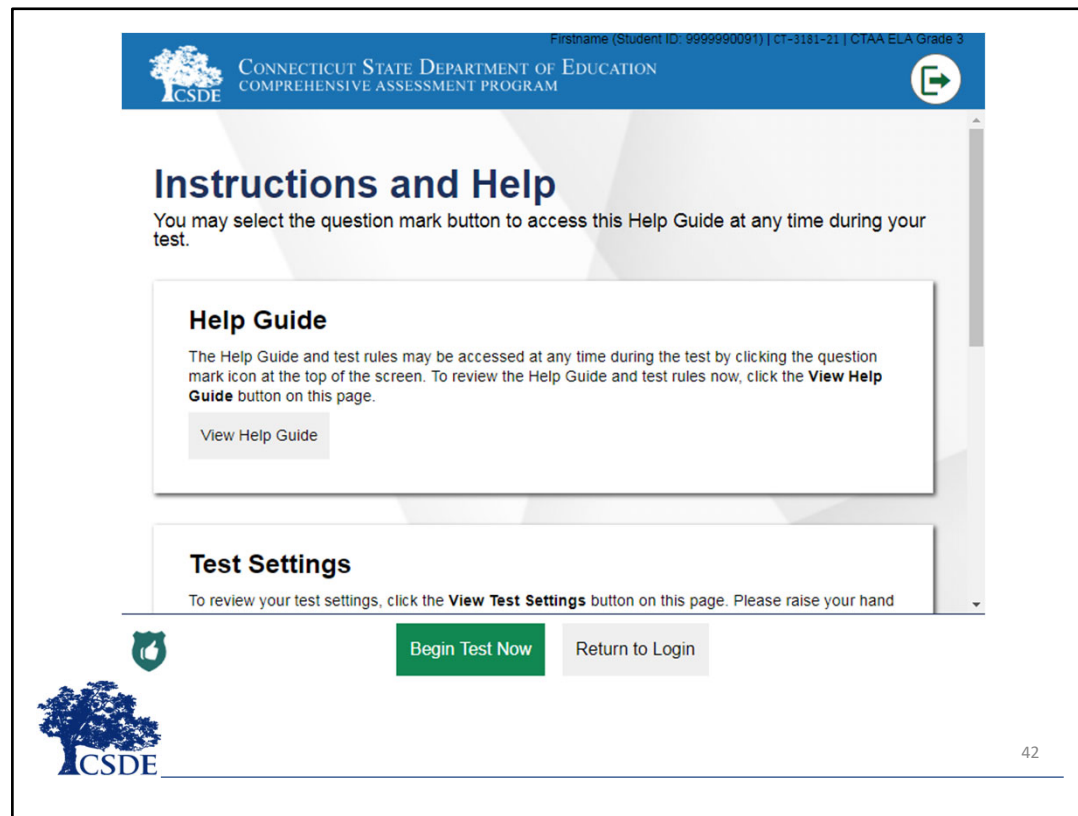 Firstname (Student ID: 9999990091) | CT-3181-21 | CTAA ELA Grade 3
CSDE
CONNECTICUT STATE DEPARTMENT OF EDUCATION
COMPREHENSIVE ASSESSMENT PROGRAM
Instructions and Help
You may select the question mark button to access this Help Guide at any time during your
test.
Help Guide
The Help Guide and test rules may be accessed at any time during the test by clicking the question
mark icon at the top of the screen. To review the Help Guide and test rules now, click the View Help
Guide button on this page.
View Help Guide
Test Settings
To review your test settings, click the View Test Settings button on this page. Please raise your hand
Begin Test Now
Return to Login
CSDE
42